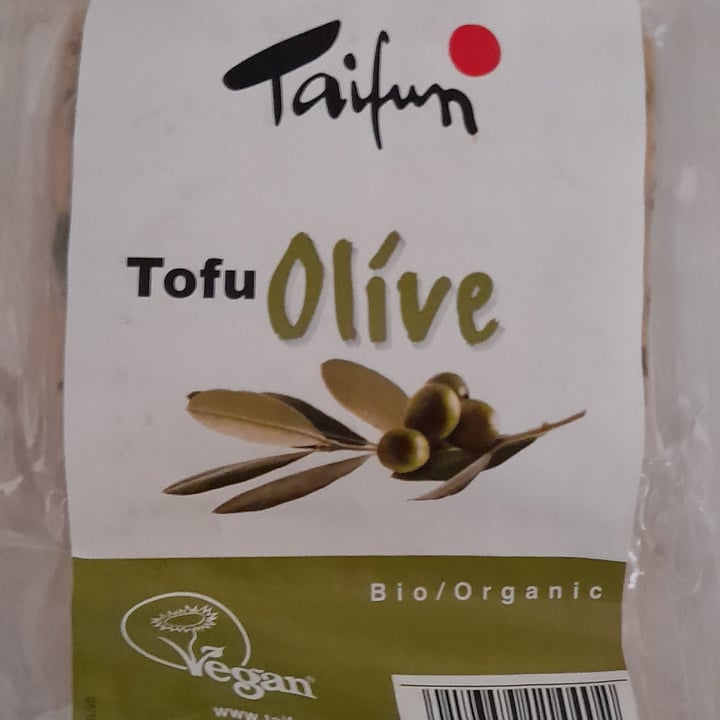 Taifun
Tofu Olíve
Bio/Organic
Vegan®